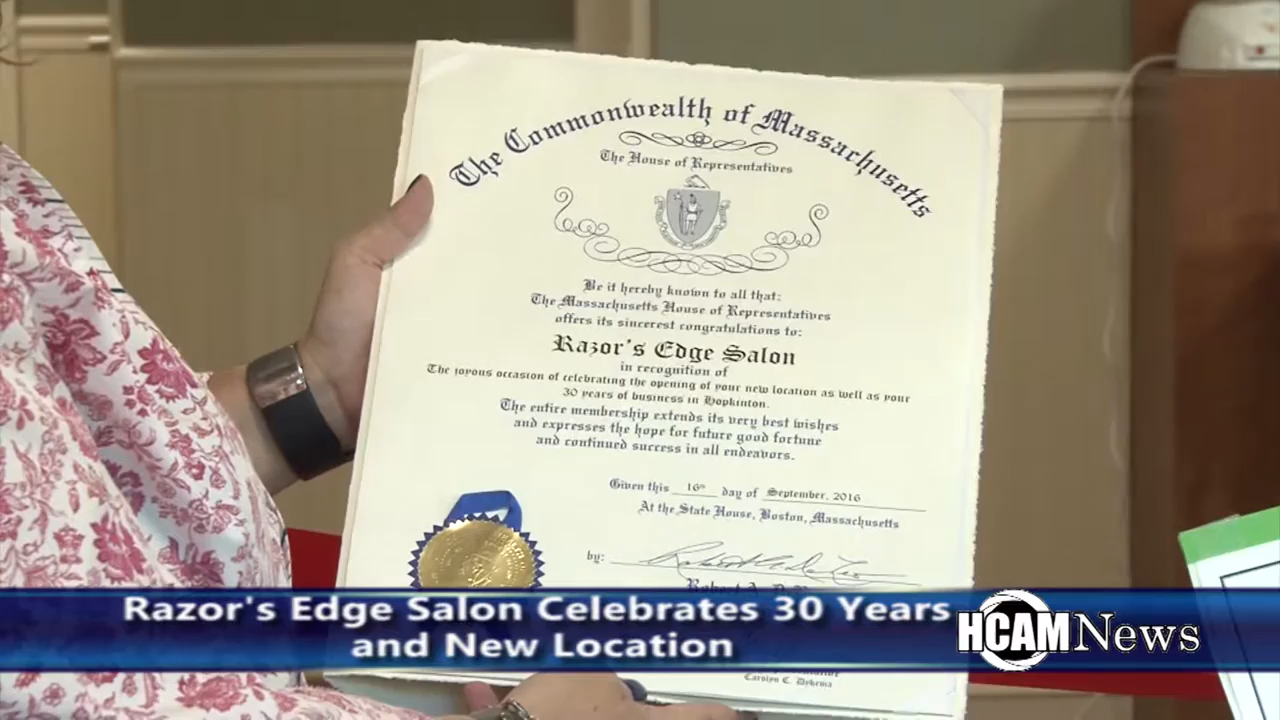 The Commonwealth of Massachusetts
The House of Representatives
Be it hereby known to all that:
The Massachusetts House of Representatives
offers its sincerest congratulations to:
Razor's Edge Salon
in recognition of
The joyous occasion of celebrating the opening of your new location as well as your
30 years of business in Hopkinton.
The entire membership extends its very best wishes
and expresses the hope for future good fortune
and continued success in all endeavors.
Given this 16th day of September, 2016
At the State House, Boston, Massachusetts
by:
Robert A. De
Razor's Edge Salon Celebrates 30 Years
and New Location
HCAMNews
Carolyn C. Dykema